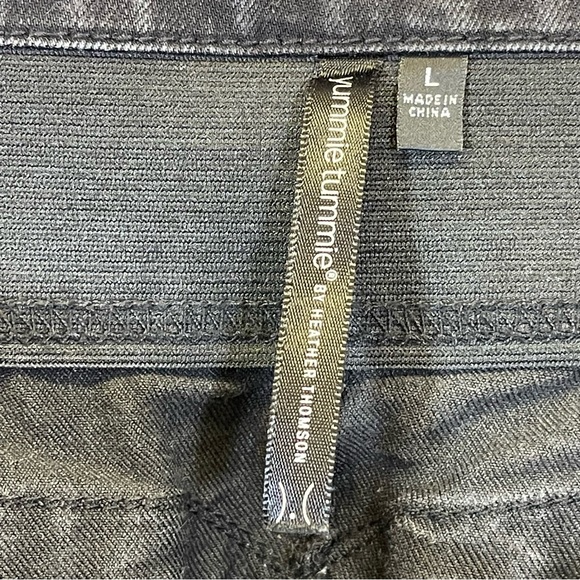 yummie tummie®
BY HEATHER THOMSON
):(
L
MADE IN
CHINA